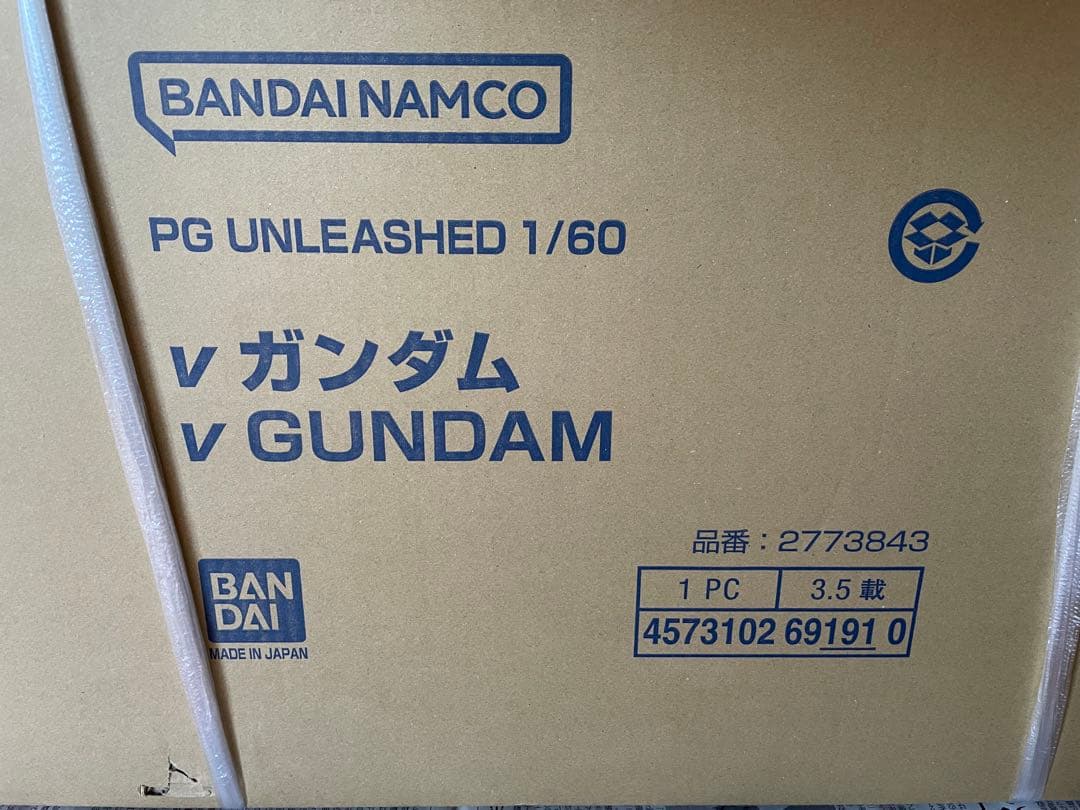 BANDAI NAMCO
PG UNLEASHED 1/60
ν ガンダム
ν GUNDAM
品番：2773843
1 PC 3.5 載
4573102 69191 0
BAN
DAI
MADE IN JAPAN